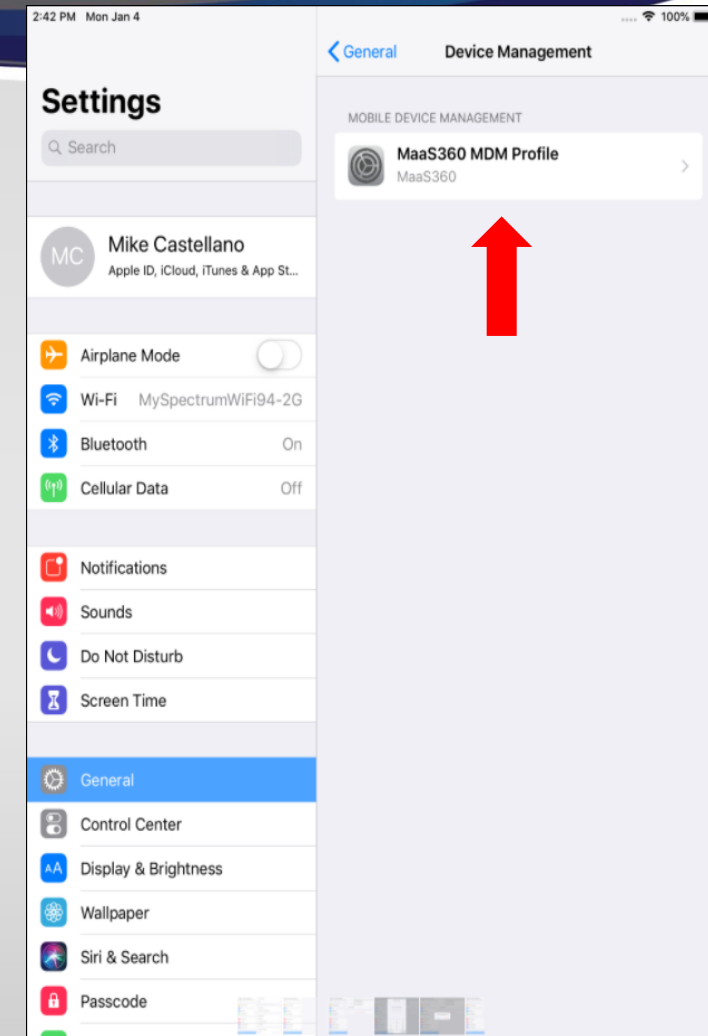 2:42 PM Mon Jan 4
100%
Settings
Search
MC
Mike Castellano
Apple ID, iCloud, iTunes & App St...
Airplane Mode
Wi-Fi MySpectrumWiFi94-2G
Bluetooth On
Cellular Data Off
Notifications
Sounds
Do Not Disturb
Screen Time
General
Control Center
AA Display & Brightness
Wallpaper
Siri & Search
Passcode
General
Device Management
MOBILE DEVICE MANAGEMENT
MaaS360 MDM Profile
MaaS360